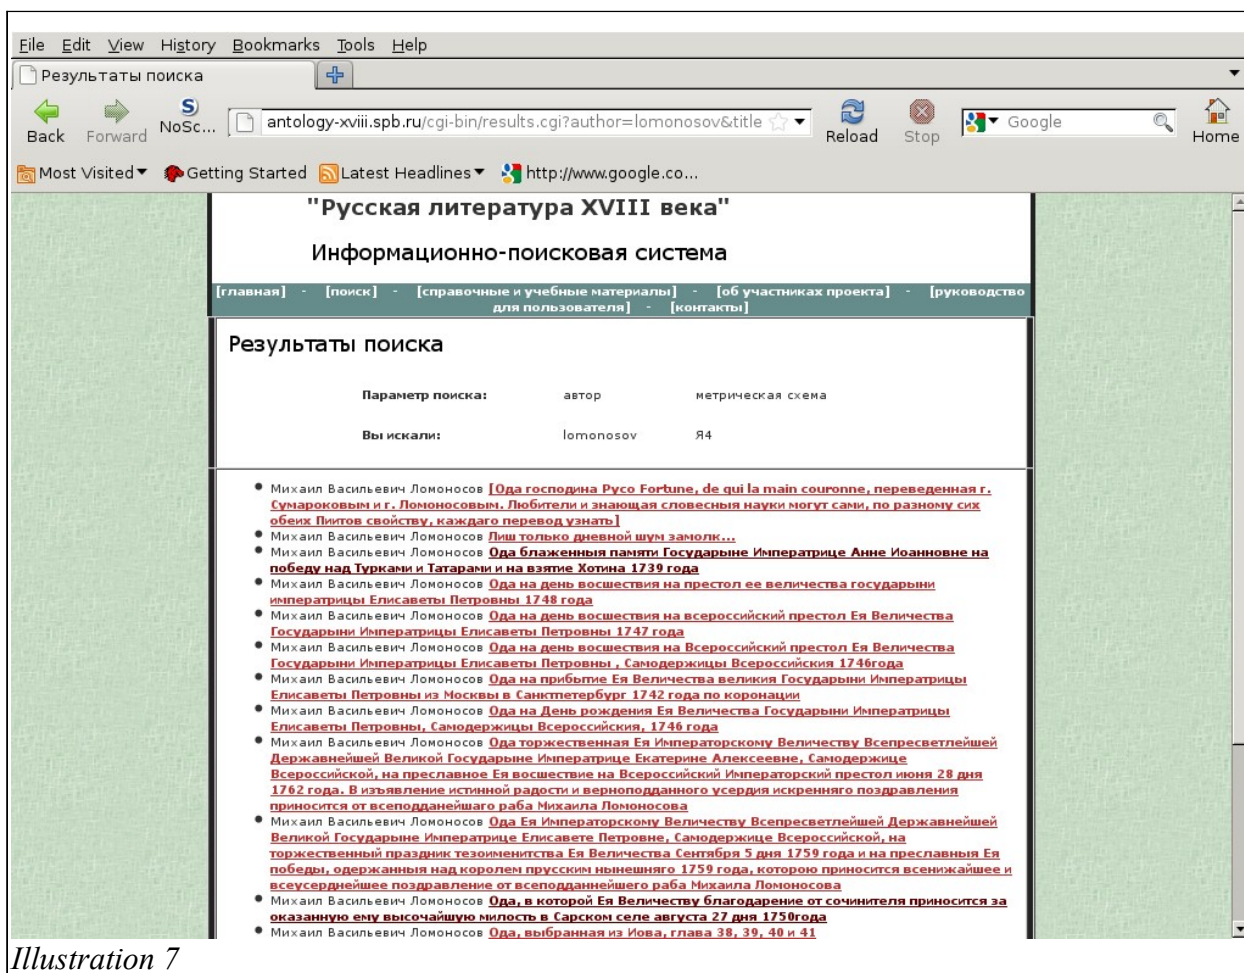 File Edit View History Bookmarks Tools Help
Результаты поиска
Back Forward NoSc... antology-xviii.spb.ru/cgi-bin/results.cgi?author=lomonosov&title Reload Stop Google Home
Most Visited Getting Started Latest Headlines http://www.google.co...
"Русская литература XVIII века"
Информационно-поисковая система
[главная] - [поиск] - [справочные и учебные материалы] - [об участниках проекта] - [руководство
для пользователя] - [контакты]
Результаты поиска
Параметр поиска: автор метрическая схема
Вы искали: lomonosov Я4
Михаил Васильевич Ломоносов [Ода господина Русо Fortune, de qui la main couronne, переведенная г.
Сумароковым и г. Ломоносовым. Любители и знающая словесныя науки могут сами, по разному сих
обеих Пиитов свойству, каждаго перевод узнать]
Михаил Васильевич Ломоносов Лиш только дневной шум замолк...
Михаил Васильевич Ломоносов Ода блаженныя памяти Государыне Императрице Анне Иоанновне на
победу над Турками и Татарами и на взятие Хотина 1739 года
Михаил Васильевич Ломоносов Ода на день восшествия на престол ее величества государыни
императрицы Елисаветы Петровны 1748 года
Михаил Васильевич Ломоносов Ода на день восшествия на всероссийский престол Ея Величества
Государыни Императрицы Елисаветы Петровны 1747 года
Михаил Васильевич Ломоносов Ода на день восшествия на Всероссийский престол Ея Величества
Государыни Императрицы Елисаветы Петровны , Самодержицы Всероссийския 1746года
Михаил Васильевич Ломоносов Ода на прибытие Ея Величества великия Государыни Императрицы
Елисаветы Петровны из Москвы в Санктпетербург 1742 года по коронации
Михаил Васильевич Ломоносов Ода на День рождения Ея Величества Государыни Императрицы
Елисаветы Петровны, Самодержицы Всероссийския, 1746 года
Михаил Васильевич Ломоносов Ода торжественная Ея Императорскому Величеству Всепресветлейшей
Державнейшей Великой Государыне Императрице Екатерине Алексеевне, Самодержице
Всероссийской, на преславное Ея восшествие на Всероссийский Императорский престол июня 28 дня
1762 года. В изъявление истинной радости и верноподданного усердия искренняго поздравления
приносится от всеподданейшаго раба Михаила Ломоносова
Михаил Васильевич Ломоносов Ода Ея Императорскому Величеству Всепресветлейшей Державнейшей
Великой Государыне Императрице Елисавете Петровне, Самодержице Всероссийской, на
торжественный праздник тезоименитства Ея Величества Сентября 5 дня 1759 года и на преславныя Ея
победы, одержанныя над королем прусским нынешняго 1759 года, которою приносится всенижайшее и
всеусерднейшее поздравление от всеподданнейшего раба Михаила Ломоносова
Михаил Васильевич Ломоносов Ода, в которой Ея Величеству благодарение от сочинителя приносится за
оказанную ему высочайшую милость в Сарском селе августа 27 дня 1750года
Михаил Васильевич Ломоносов Ода, выбранная из Иова, глава 38, 39, 40 и 41
Illustration 7